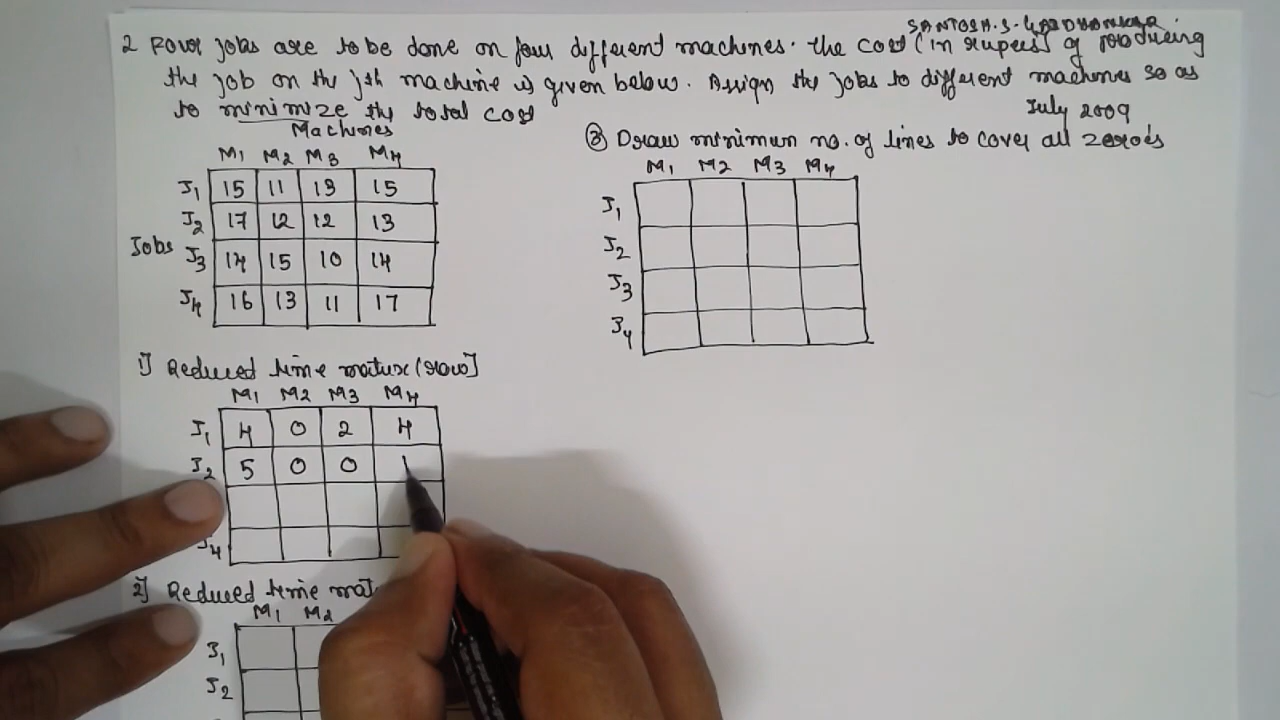 SANTOSH.S.
2 Four jobs are to be done on four different machines. the cost (in rupees) of producing
the job on the jth machine is given below. Assign the jobs to different machines so as
to minimize the total cost
July 2009
Machines
M1 M2 M3 M4
J1 15 11 13 15
J2 17 12 12 13
Jobs
J3 14 15 10 14
J4 16 13 11 17
1] Reduced time matrix (row]
M1 M2 M3 M4
J1 4 0 2 4
J2 5 0 0 1
J4
2] Reduced time mat
M1 M2
J1
J2
③ Draw minimum no. of lines to cover all zero's
M1 M2 M3 M4
J1
J2
J3
J4